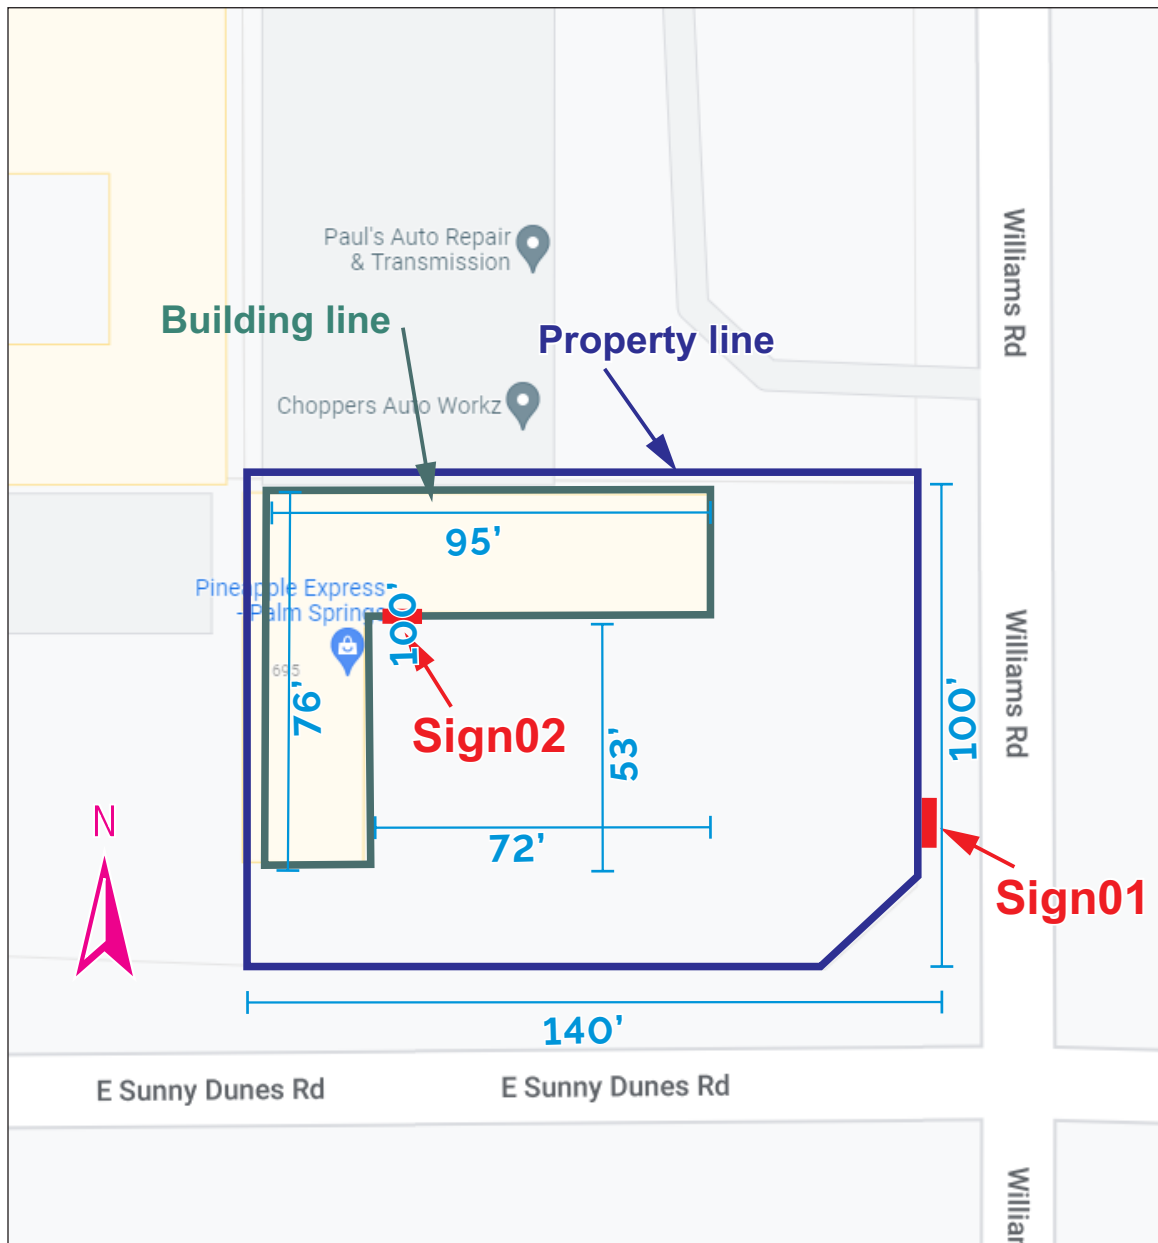 Williams Rd
Paul's Auto Repair
& Transmission
Building line
Property line
Choppers Auto Workz
95’
Pineapple Express
- Palm Springs
100’
695
76’
Sign02
53’
100’
Williams Rd
72’
N
Sign01
140’
E Sunny Dunes Rd
E Sunny Dunes Rd
Williar